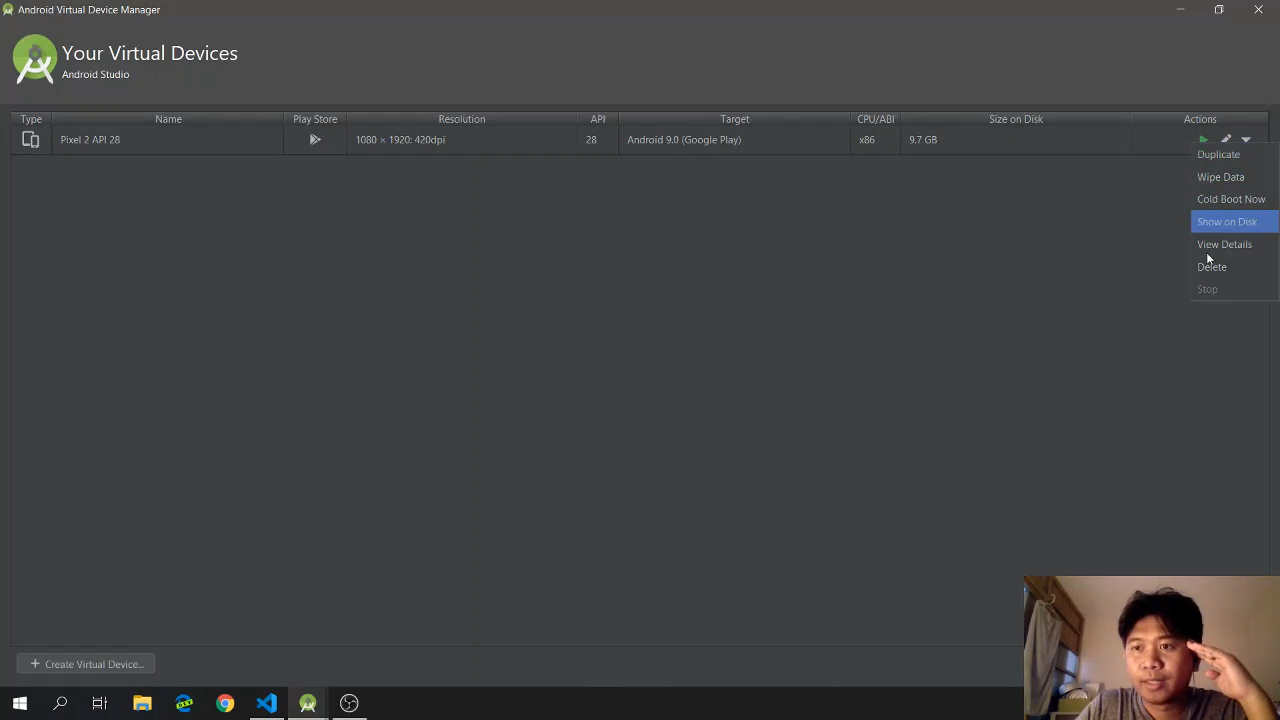 Android Virtual Device Manager
Your Virtual Devices
Android Studio
Type Name Play Store Resolution API Target CPU/ABI Size on Disk Actions
Pixel 2 API 28 1080 × 1920: 420dpi 28 Android 9.0 (Google Play) x86 9.7 GB
Duplicate
Wipe Data
Cold Boot Now
Show on Disk
View Details
Delete
Stop
+ Create Virtual Device...